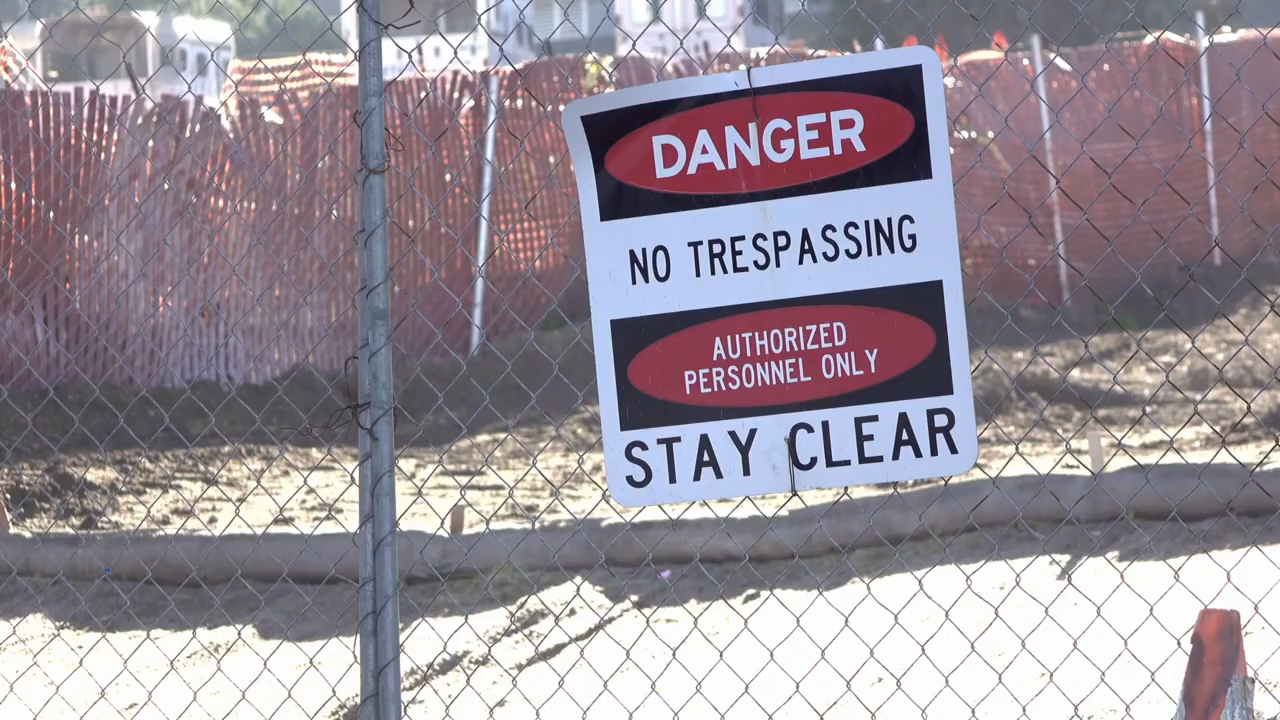 DANGER
NO TRESPASSING
AUTHORIZED
PERSONNEL ONLY
STAY CLEAR